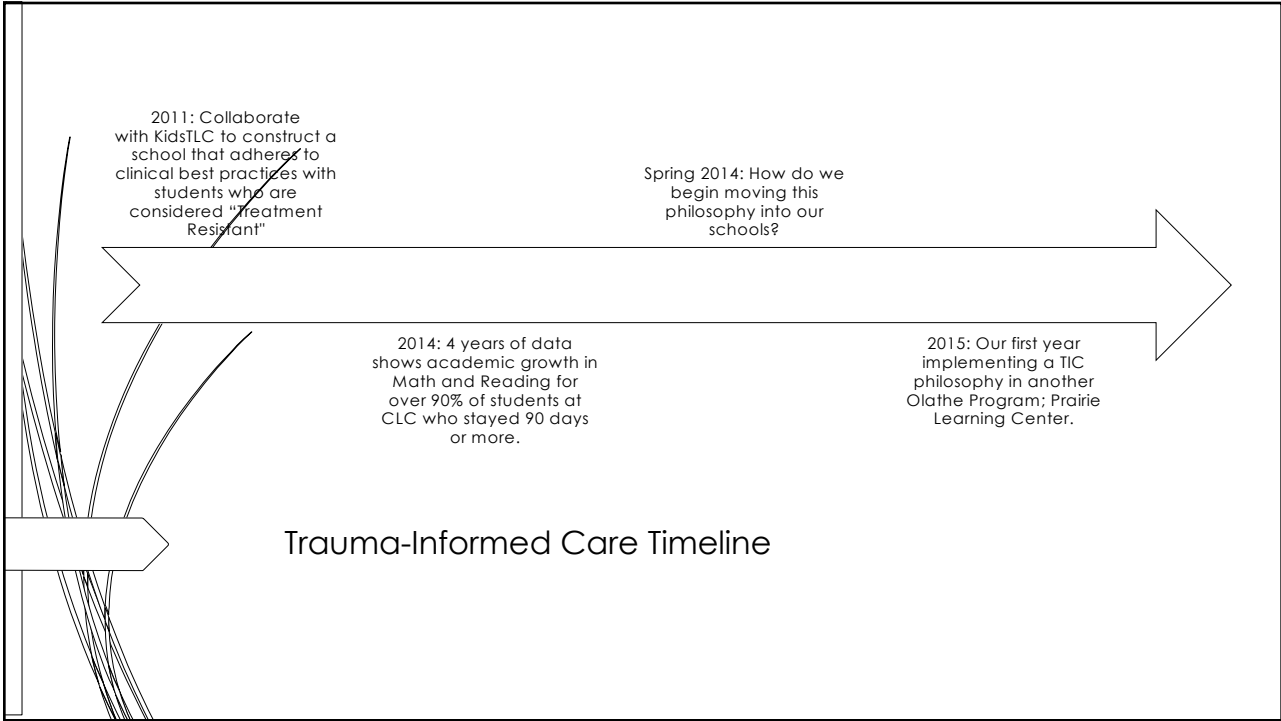 2011: Collaborate
with KidsTLC to construct a
school that adheres to
clinical best practices with
students who are
considered “Treatment
Resistant"
Spring 2014: How do we
begin moving this
philosophy into our
schools?
2014: 4 years of data
shows academic growth in
Math and Reading for
over 90% of students at
CLC who stayed 90 days
or more.
2015: Our first year
implementing a TIC
philosophy in another
Olathe Program; Prairie
Learning Center.
Trauma-Informed Care Timeline